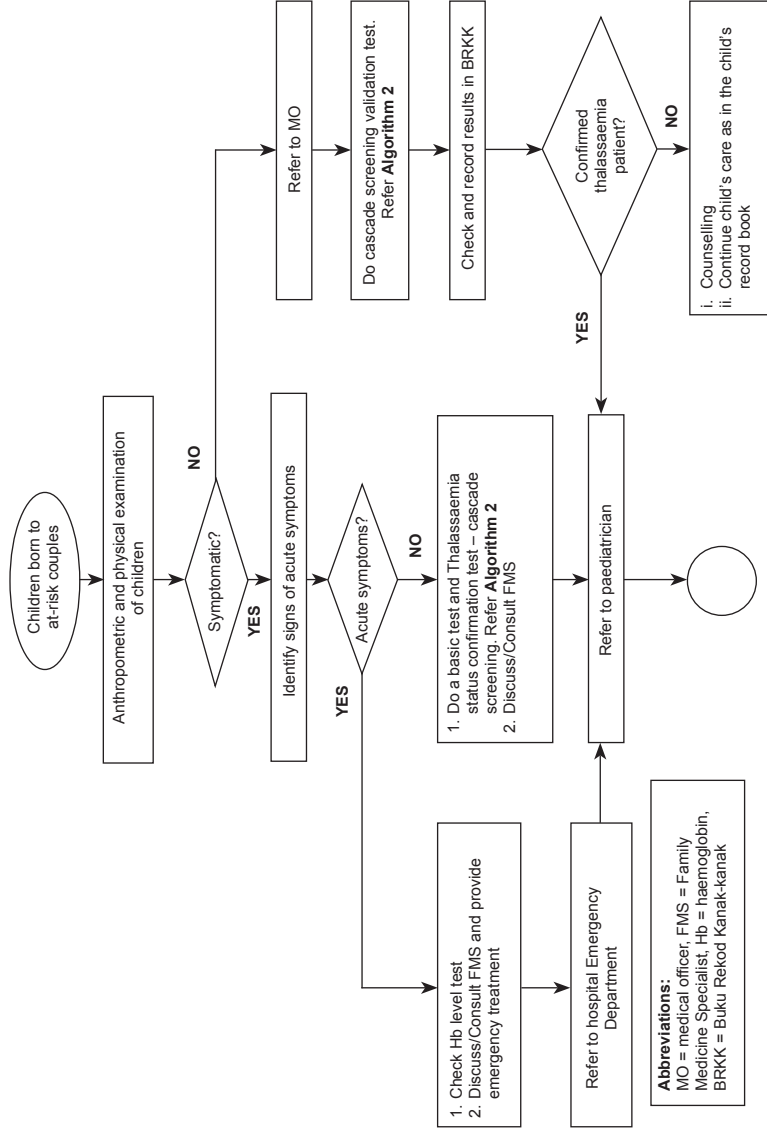 Children born to
at-risk couples
Anthropometric and physical examination
of children
Symptomatic?
NO
YES
Refer to MO
Identify signs of acute symptoms
Do cascade screening validation test.
Refer Algorithm 2
Acute symptoms?
YES
NO
Check and record results in BRKK
1. Check Hb level test
2. Discuss/Consult FMS and provide
emergency treatment
1. Do a basic test and Thalassaemia
status confirmation test – cascade
screening. Refer Algorithm 2
2. Discuss/Consult FMS
Confirmed
thalassaemia
patient?
YES
NO
Refer to hospital Emergency
Department
Refer to paediatrician
i. Counselling
ii. Continue child's care as in the child's
record book
Abbreviations:
MO = medical officer, FMS = Family
Medicine Specialist, Hb = haemoglobin,
BRKK = Buku Rekod Kanak-kanak